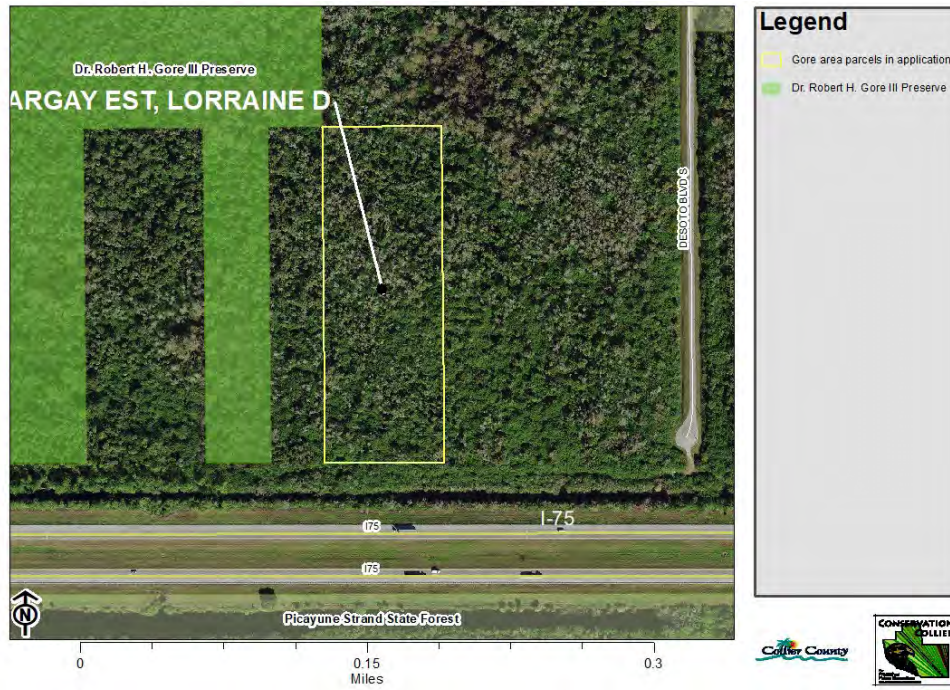 Dr. Robert H. Gore III Preserve
ARGAY EST, LORRAINE D
DESOTO BLVD S
I75
I-75
I75
Picayune Strand State Forest
N
0
0.15
0.3
Miles
Legend
Gore area parcels in application
Dr. Robert H. Gore III Preserve
Collier County
CONSERVATION
COLLIER